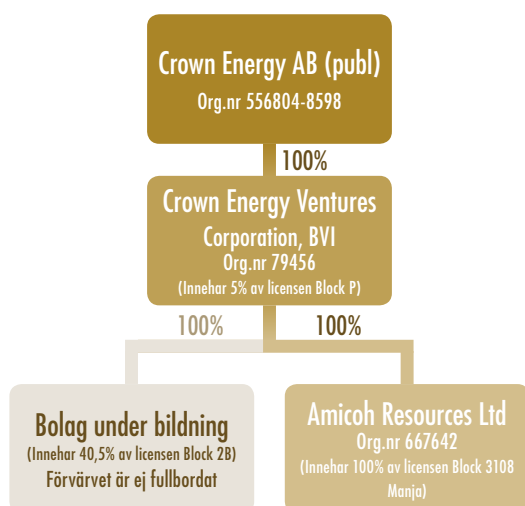 Crown Energy AB (publ)
Org.nr 556804-8598
100%
Crown Energy Ventures
Corporation, BVI
Org.nr 79456
(Innehar 5% av licensen Block P)
100%
100%
Bolag under bildning
(Innehar 40,5% av licensen Block 2B)
Förvärvet är ej fullbordat
Amicoh Resources Ltd
Org.nr 667642
(Innehar 100% av licensen Block 3108
Manja)